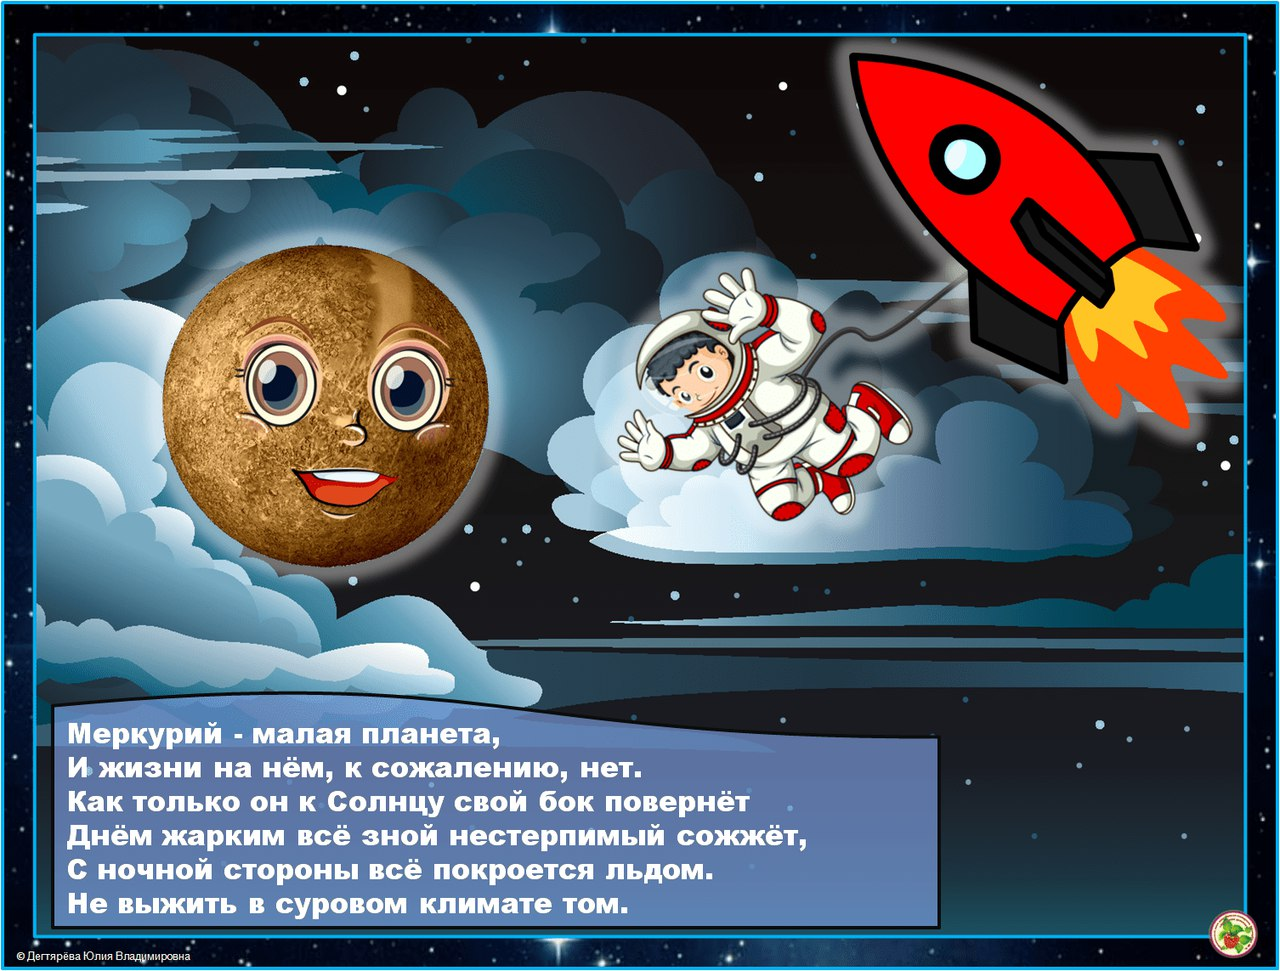 Меркурий - малая планета,
И жизни на нём, к сожалению, нет.
Как только он к Солнцу свой бок повернёт
Днём жарким всё зной нестерпимый сожжёт,
С ночной стороны всё покроется льдом.
Не выжить в суровом климате том.
© Дегтярёва Юлия Владимировна